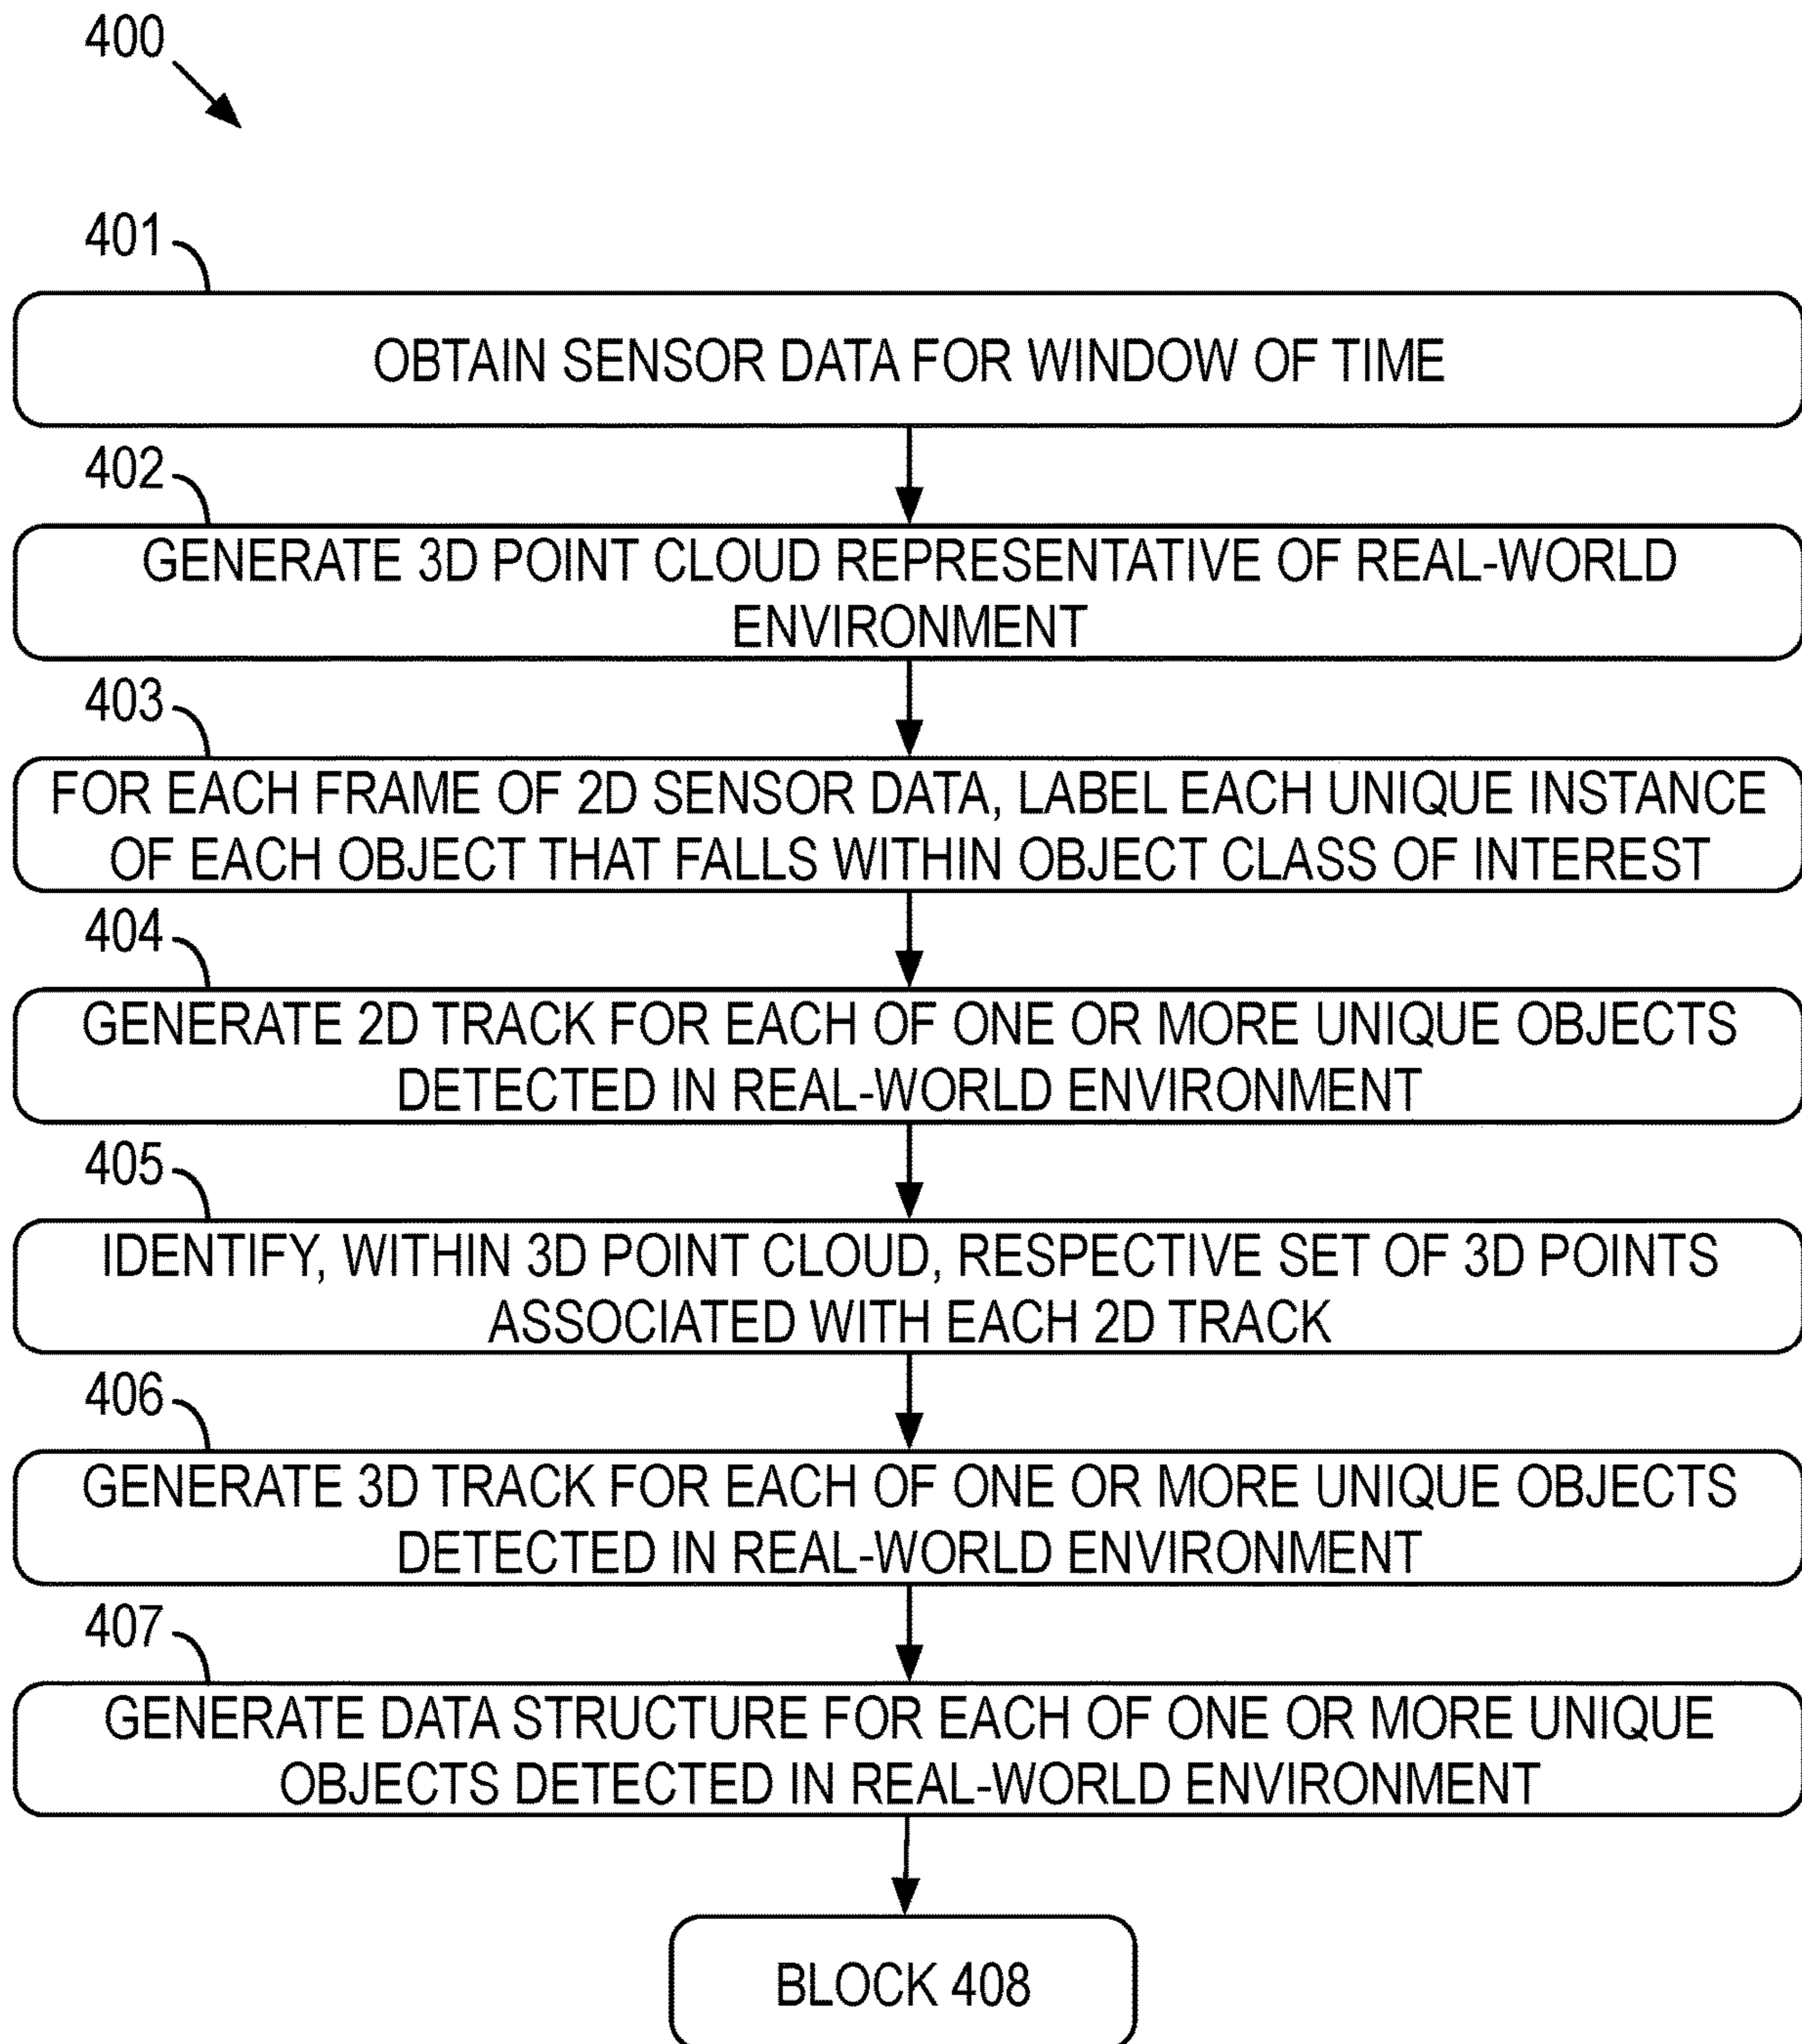 400
401
OBTAIN SENSOR DATA FOR WINDOW OF TIME
402
GENERATE 3D POINT CLOUD REPRESENTATIVE OF REAL-WORLD
ENVIRONMENT
403
FOR EACH FRAME OF 2D SENSOR DATA, LABEL EACH UNIQUE INSTANCE
OF EACH OBJECT THAT FALLS WITHIN OBJECT CLASS OF INTEREST
404
GENERATE 2D TRACK FOR EACH OF ONE OR MORE UNIQUE OBJECTS
DETECTED IN REAL-WORLD ENVIRONMENT
405
IDENTIFY, WITHIN 3D POINT CLOUD, RESPECTIVE SET OF 3D POINTS
ASSOCIATED WITH EACH 2D TRACK
406
GENERATE 3D TRACK FOR EACH OF ONE OR MORE UNIQUE OBJECTS
DETECTED IN REAL-WORLD ENVIRONMENT
407
GENERATE DATA STRUCTURE FOR EACH OF ONE OR MORE UNIQUE
OBJECTS DETECTED IN REAL-WORLD ENVIRONMENT
BLOCK 408